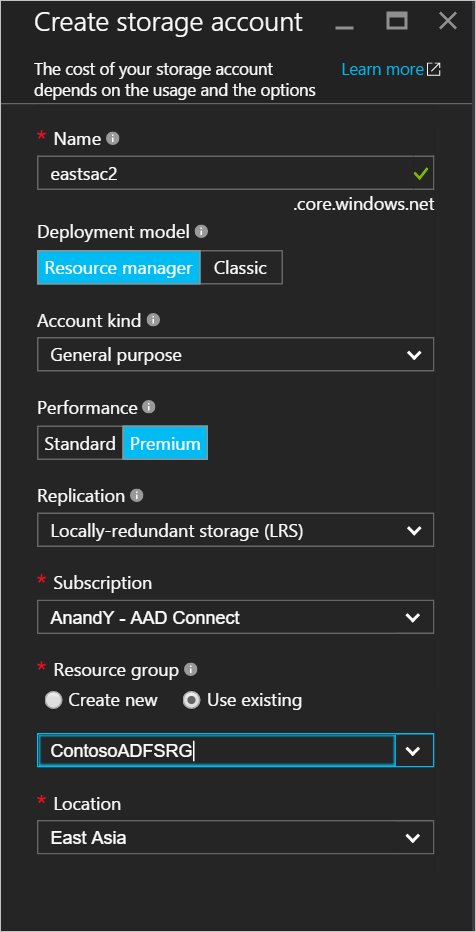 Create storage account
The cost of your storage account
depends on the usage and the options
Learn more
* Name
eastsac2
.core.windows.net
Deployment model
Resource manager Classic
Account kind
General purpose
Performance
Standard Premium
Replication
Locally-redundant storage (LRS)
* Subscription
AnandY - AAD Connect
* Resource group
Create new Use existing
ContosoADFSRG
* Location
East Asia